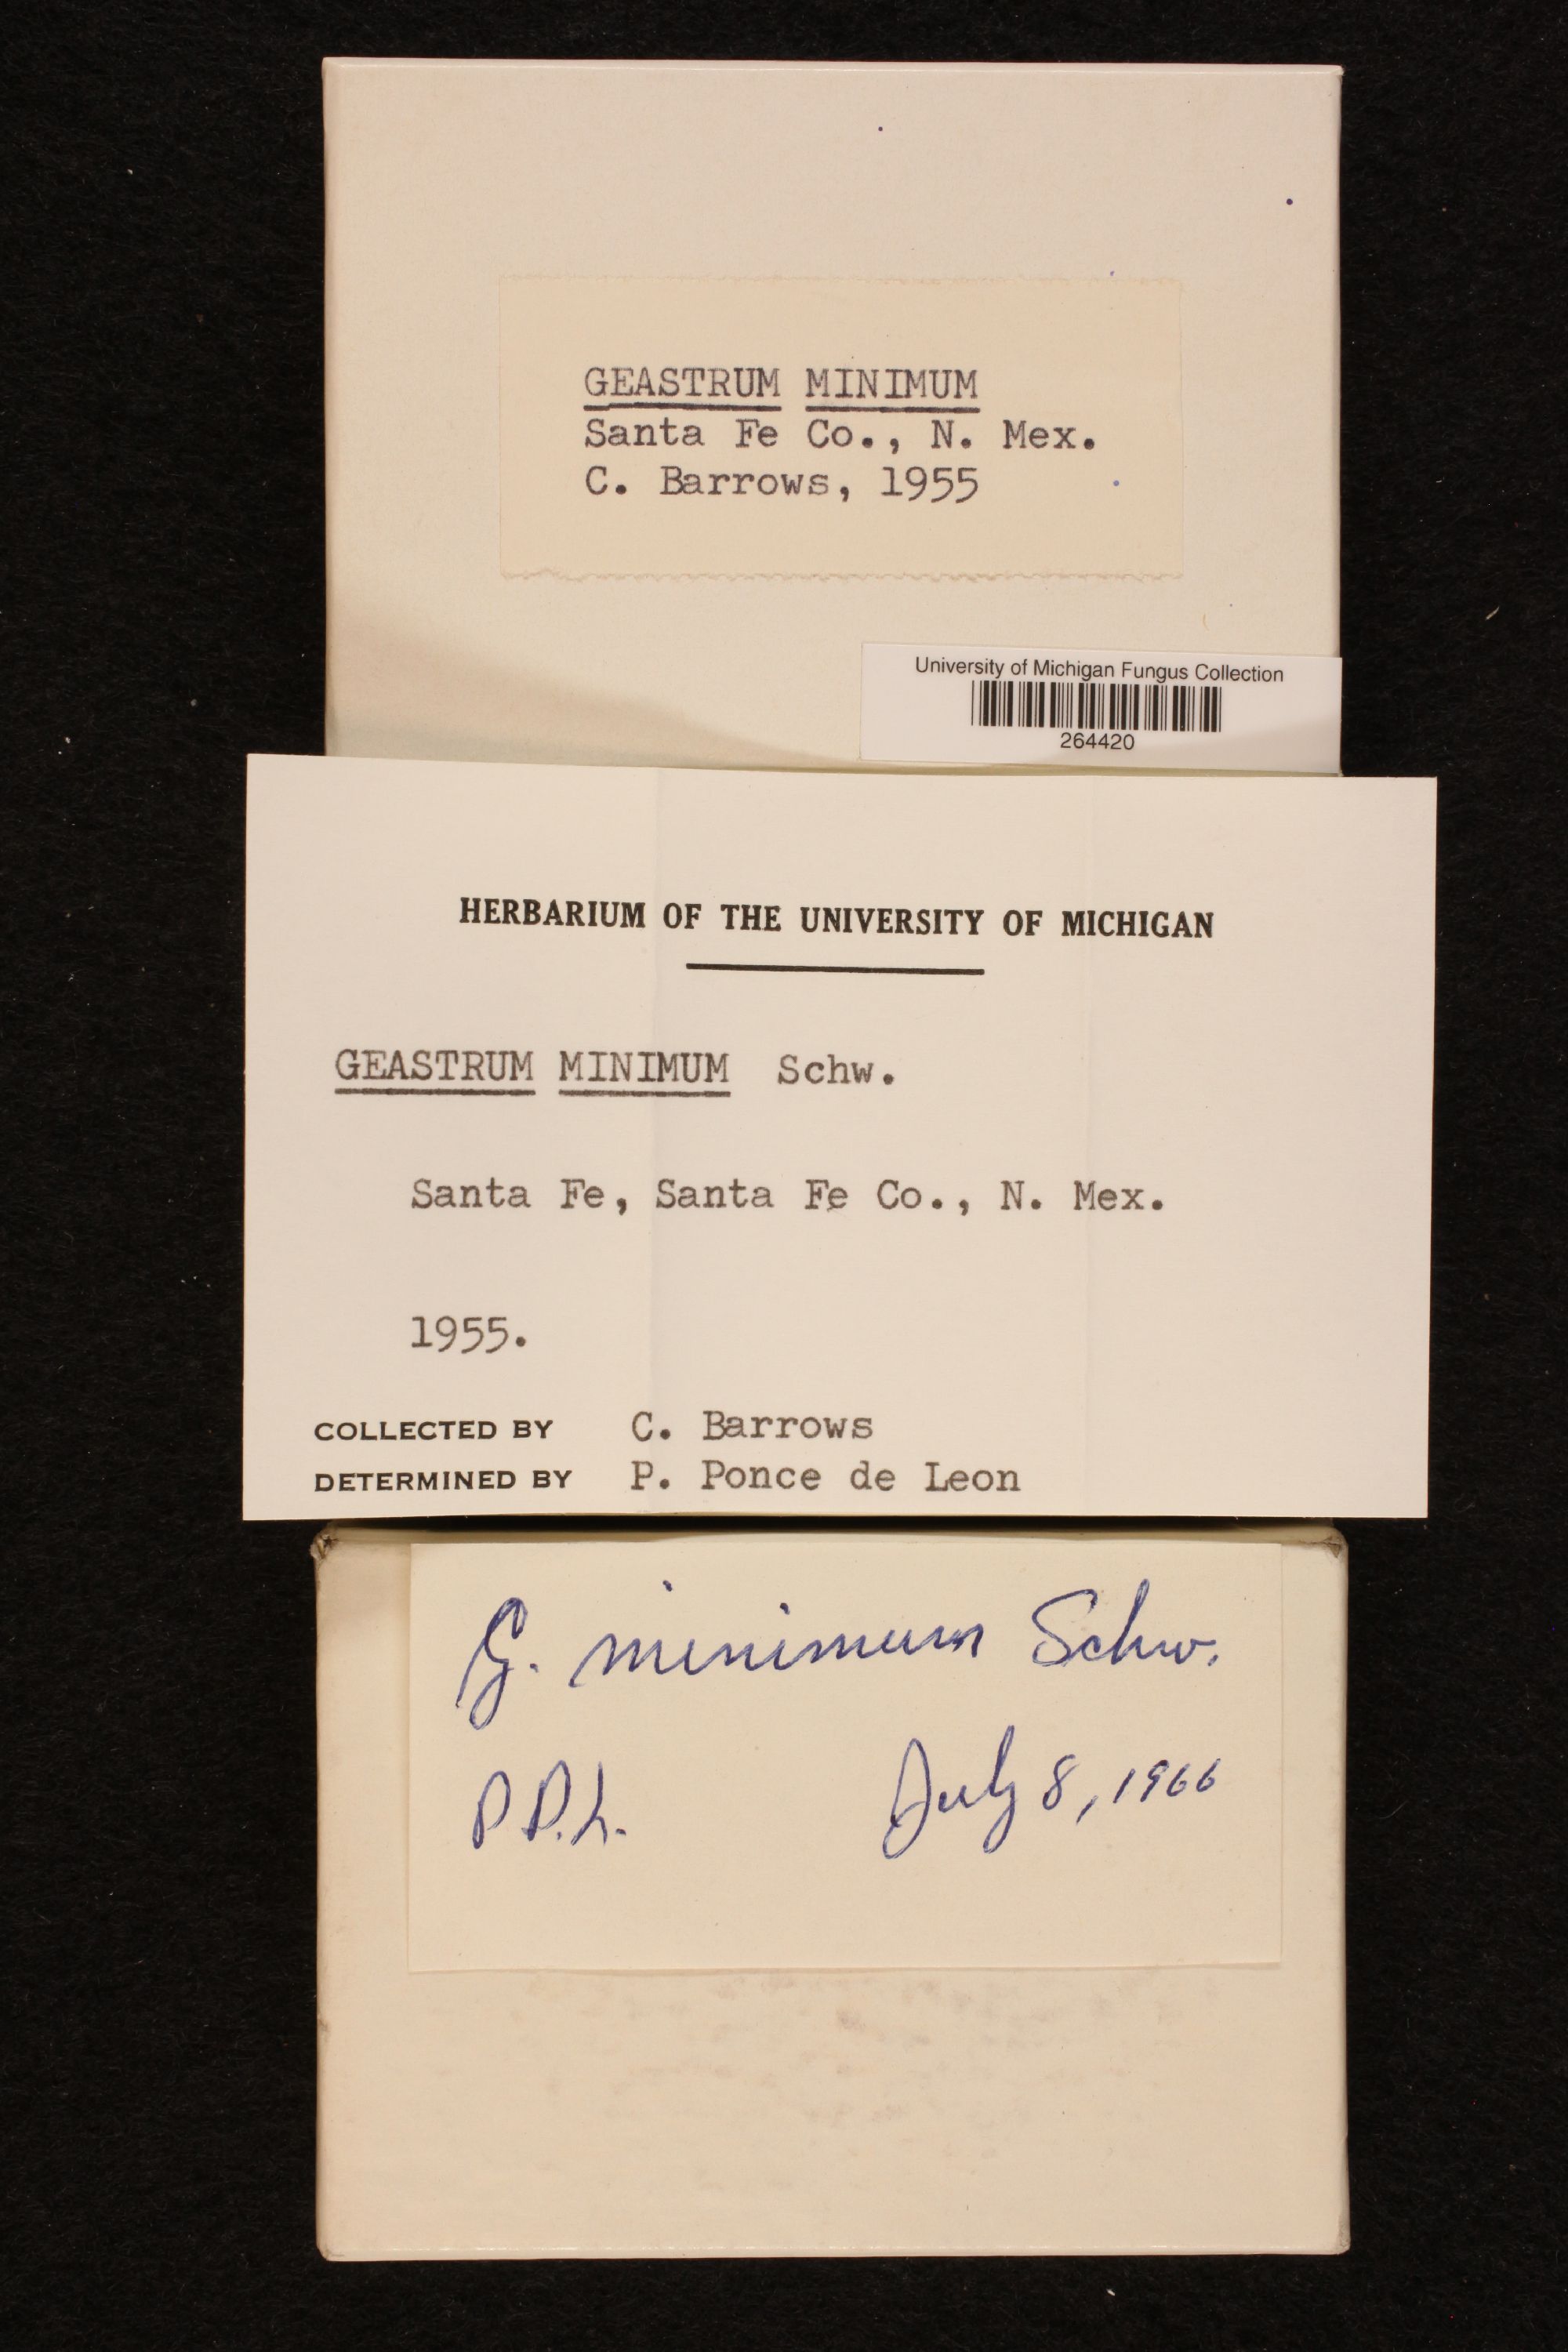 GEASTRUM MINIMUM
Santa Fe Co., N. Mex.
C. Barrows, 1955
University of Michigan Fungus Collection
264420
HERBARIUM OF THE UNIVERSITY OF MICHIGAN
GEASTRUM MINIMUM Schw.
Santa Fe, Santa Fe Co., N. Mex.
1955.
COLLECTED BY C. Barrows
DETERMINED BY P. Ponce de Leon
G. minimum Schw.
P.P.L. July 8, 1966